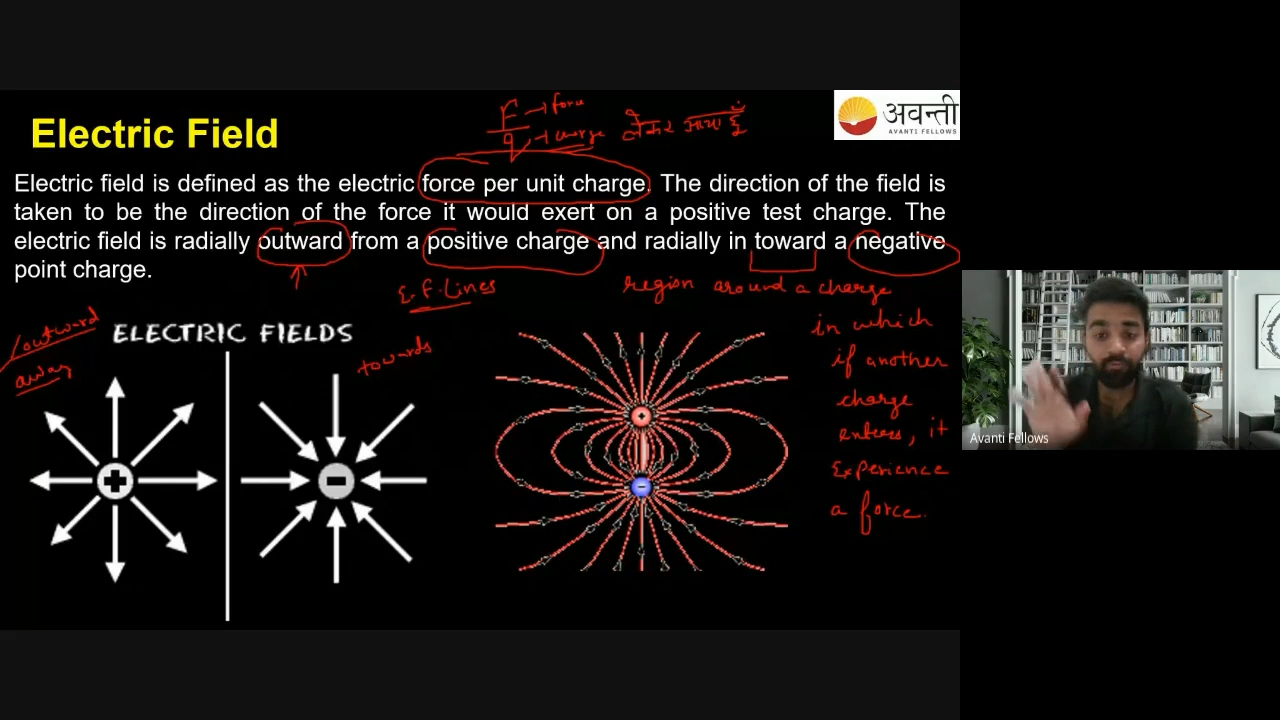 Electric Field
F → force
q → charge
अवन्ती
AVANTI FELLOWS
Electric field is defined as the electric force per unit charge. The direction of the field is
taken to be the direction of the force it would exert on a positive test charge. The
electric field is radially outward from a positive charge and radially in toward a negative
point charge.
E.F. Lines
region around a charge
in which
if another
charge
enters, it
Experience
a force.
outward
away
ELECTRIC FIELDS
towards
+
-
+
-
Avanti Fellows